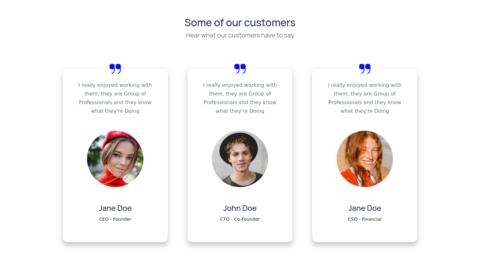 Some of our customers
Hear what our customers have to say
I really enjoyed working with
them, they are Group of
Professionals and they know
what they're Doing
Jane Doe
CEO - Founder
I really enjoyed working with
them, they are Group of
Professionals and they know
what they're Doing
John Doe
CTO - Co-Founder
I really enjoyed working with
them, they are Group of
Professionals and they know
what they're Doing
Jane Doe
CSO - Financial